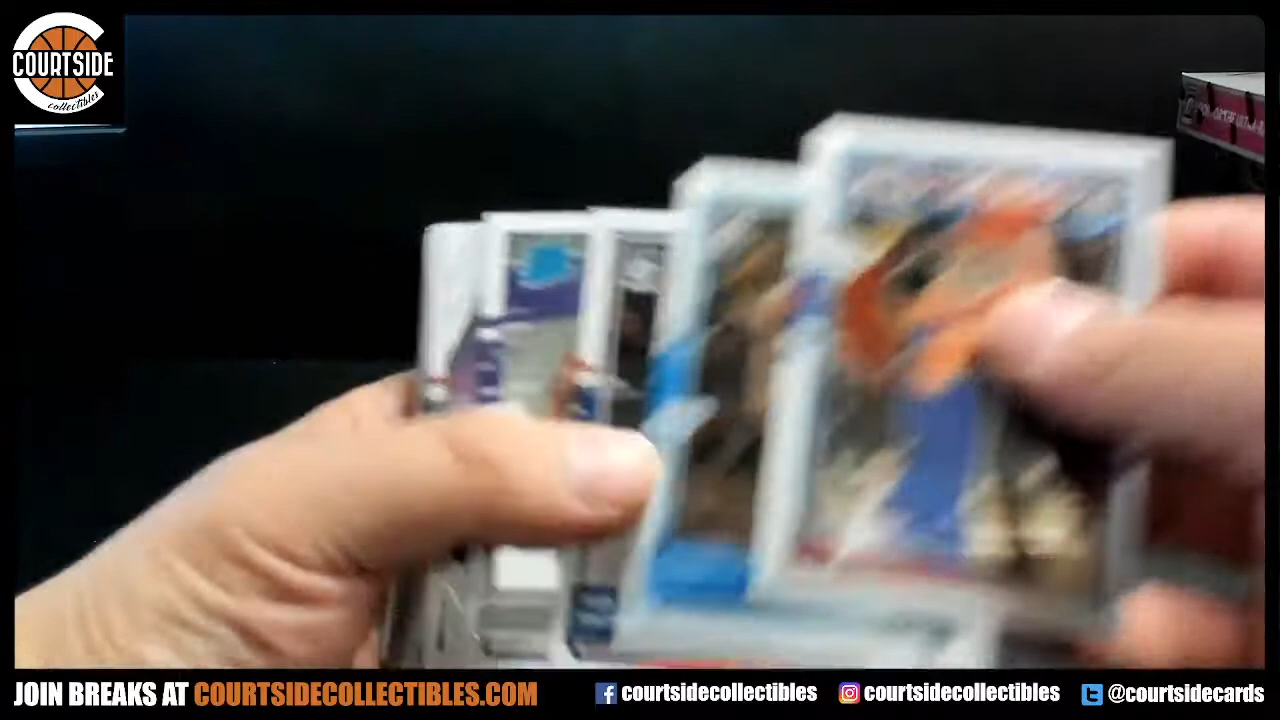 COURTSIDE
collectibles
JOIN BREAKS AT COURTSIDECOLLECTIBLES.COM
courtsidecollectibles
courtsidecollectibles
@courtsidecards